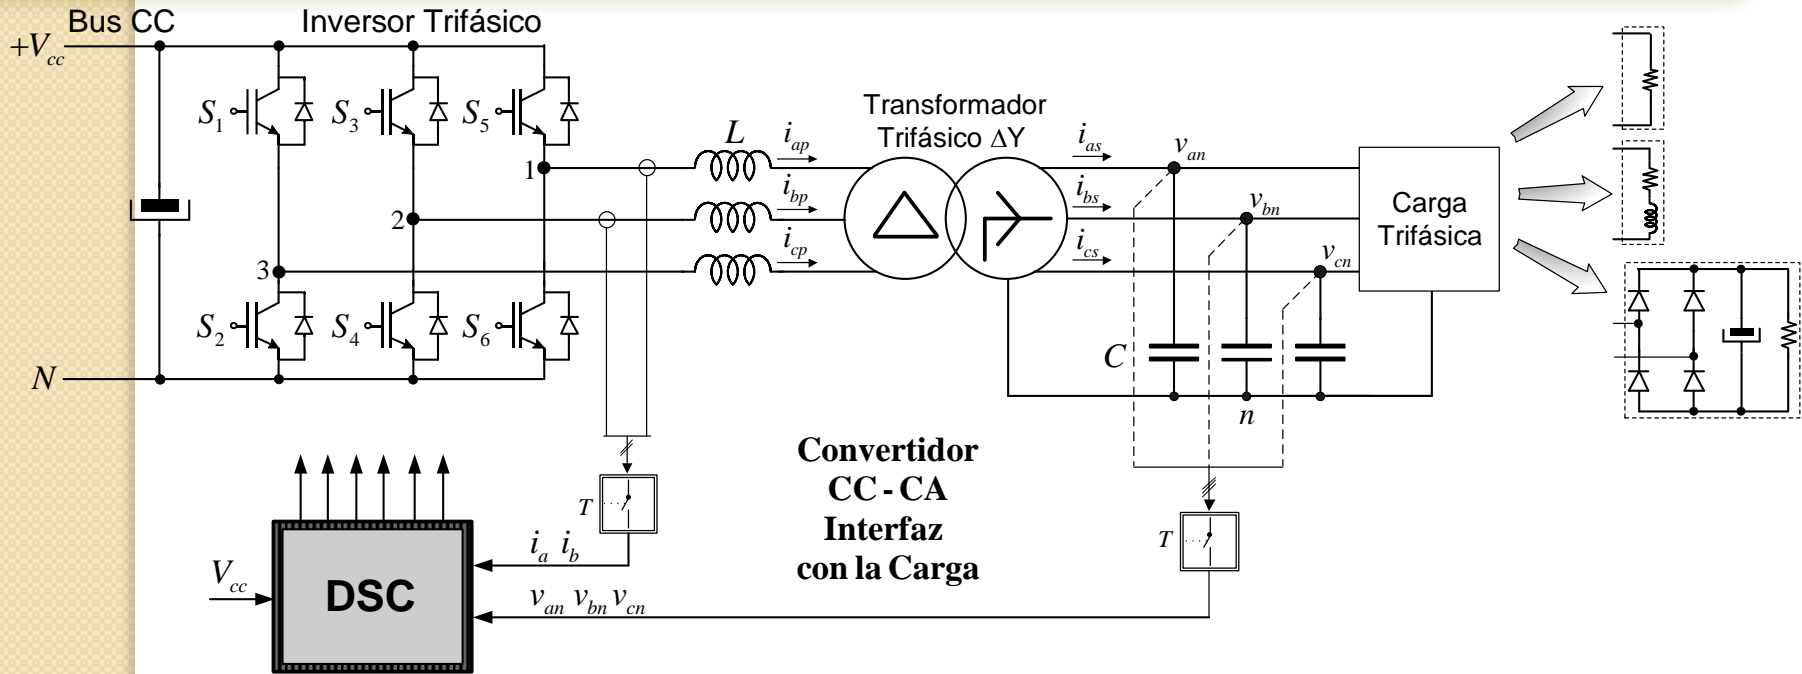 Bus CC
Inversor Trifásico
+Vcc
S1
S3
S5
1
2
3
S2
S4
S6
N
L
iap
ibp
icp
Transformador
Trifásico ΔY
ias
ibs
ics
van
vbn
vcn
Carga
Trifásica
C
n
Convertidor
CC - CA
Interfaz
con la Carga
T
T
ia ib
van vbn vcn
Vcc
DSC